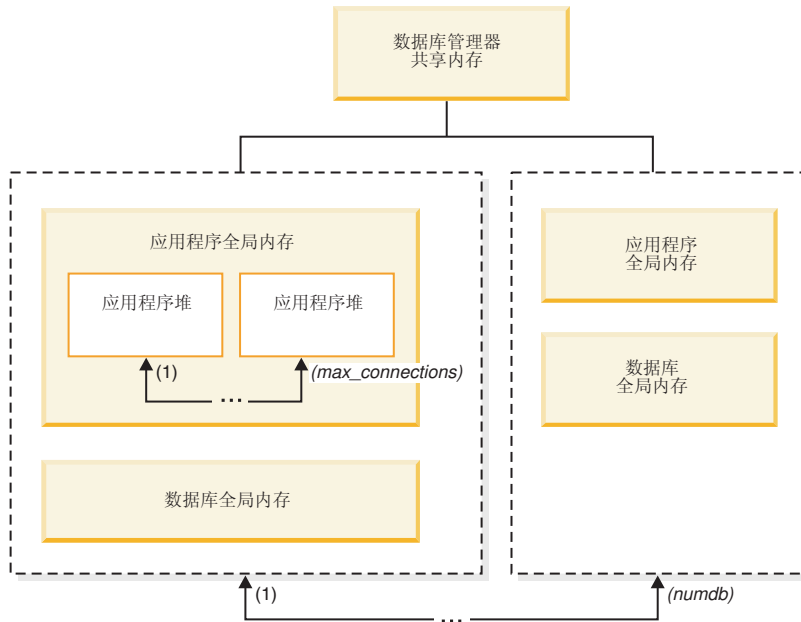 数据库管理器
共享内存
应用程序全局内存
应用程序堆
应用程序堆
(1)
(max_connections)
...
数据库全局内存
应用程序
全局内存
数据库
全局内存
(1)
(numdb)
...